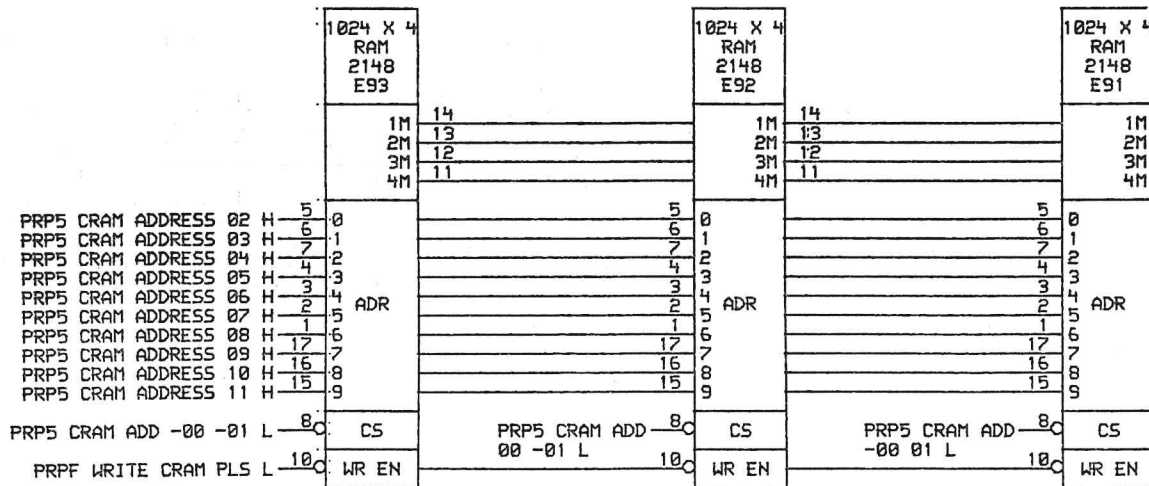 1024 X 4 1024 X 4 1024 X 4
RAM RAM RAM
2148 2148 2148
E93 E92 E91
1M 14 1M 14 1M
2M 13 2M 13 2M
3M 12 3M 12 3M
4M 11 4M 11 4M
PRP5 CRAM ADDRESS 02 H 5 0 5 0 5 0
PRP5 CRAM ADDRESS 03 H 6 1 6 1 6 1
PRP5 CRAM ADDRESS 04 H 7 2 7 2 7 2
PRP5 CRAM ADDRESS 05 H 4 3 4 3 4 3
PRP5 CRAM ADDRESS 06 H 3 4 ADR 3 4 ADR 3 4 ADR
PRP5 CRAM ADDRESS 07 H 2 5 2 5 2 5
PRP5 CRAM ADDRESS 08 H 1 6 1 6 1 6
PRP5 CRAM ADDRESS 09 H 17 7 17 7 17 7
PRP5 CRAM ADDRESS 10 H 16 8 16 8 16 8
PRP5 CRAM ADDRESS 11 H 15 9 15 9 15 9
PRP5 CRAM ADD -00 -01 L 8 CS PRP5 CRAM ADD 8 CS PRP5 CRAM ADD 8 CS
00 -01 L -00 01 L
PRPF WRITE CRAM PLS L 10 WR EN 10 WR EN 10 WR EN